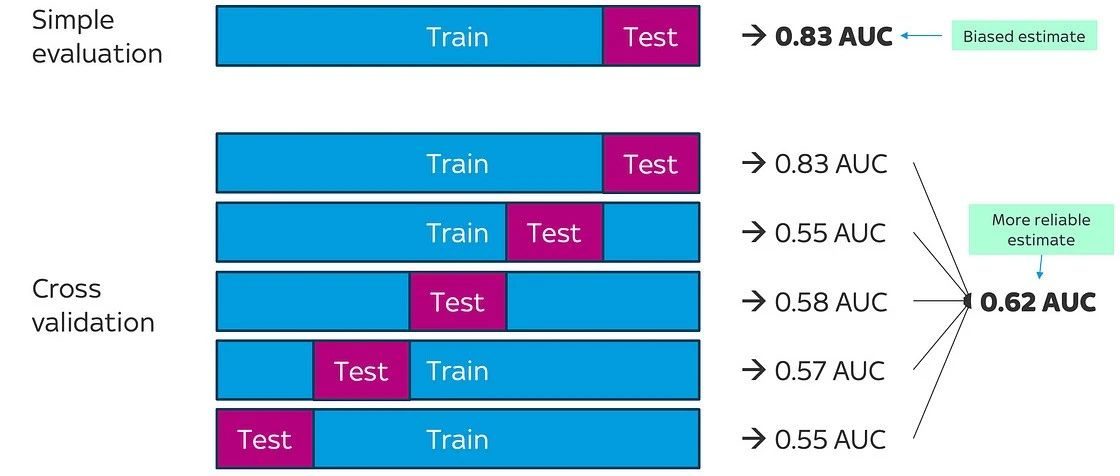 Simple
evaluation
Train
Test
→ 0.83 AUC
Biased estimate
Cross
validation
Train
Test
→ 0.83 AUC
Train
Test
→ 0.55 AUC
Test
→ 0.58 AUC
Test
Train
→ 0.57 AUC
Test
Train
→ 0.55 AUC
More reliable
estimate
0.62 AUC